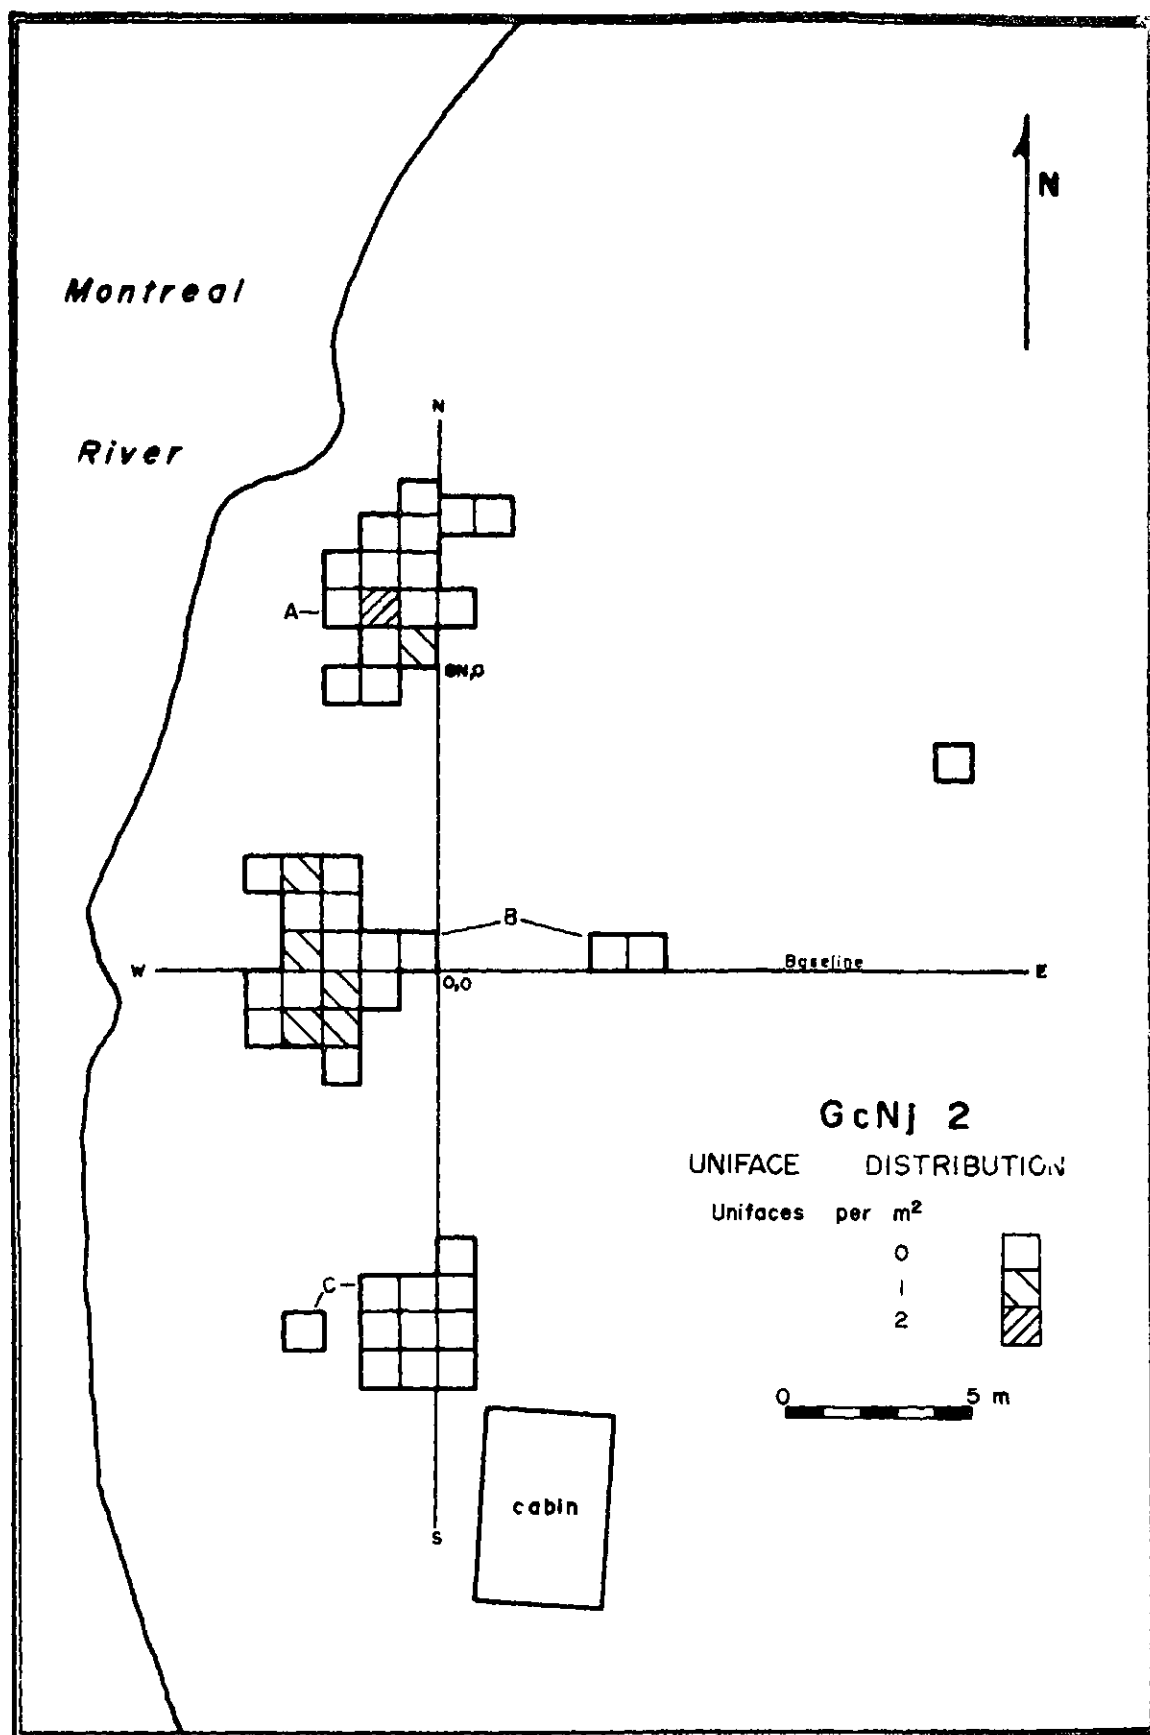 Montreal
N
River
N
A
8N,0
B
W
Baseline
E
0,0
GcNj 2
UNIFACE DISTRIBUTION
Unifaces per m²
0
1
2
C
0 5 m
cabin
S